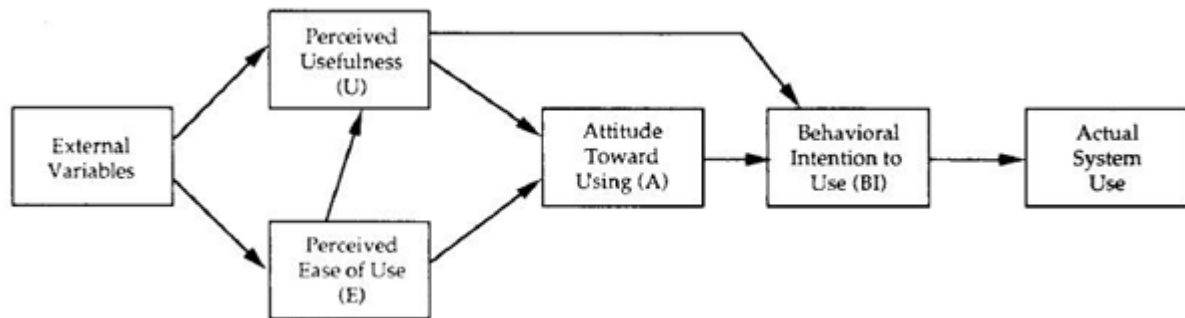 External
Variables
Perceived
Usefulness
(U)
Perceived
Ease of Use
(E)
Attitude
Toward
Using (A)
Behavioral
Intention to
Use (BI)
Actual
System
Use